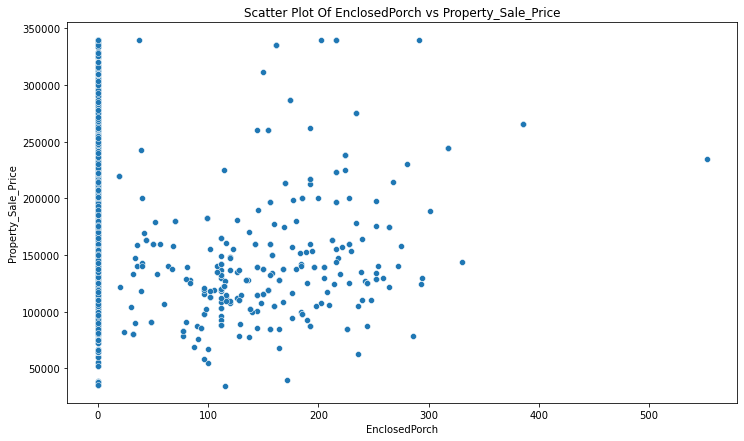 Scatter Plot Of EnclosedPorch vs Property_Sale_Price
350000
300000
250000
200000
150000
100000
50000
Property_Sale_Price
0 100 200 300 400 500
EnclosedPorch